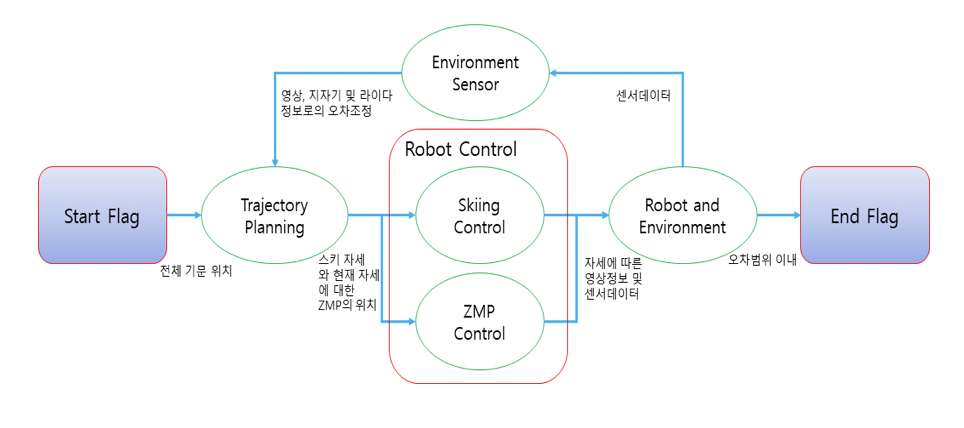 Environment
Sensor
영상, 지자기 및 라이다
정보로의 오차조정
센서데이터
Robot Control
Start Flag
Trajectory
Planning
Skiing
Control
Robot and
Environment
End Flag
전체 기문 위치
스키 자세
와 현재 자세
에 대한
ZMP의 위치
자세에 따른
영상정보 및
센서데이터
오차범위 이내
ZMP
Control